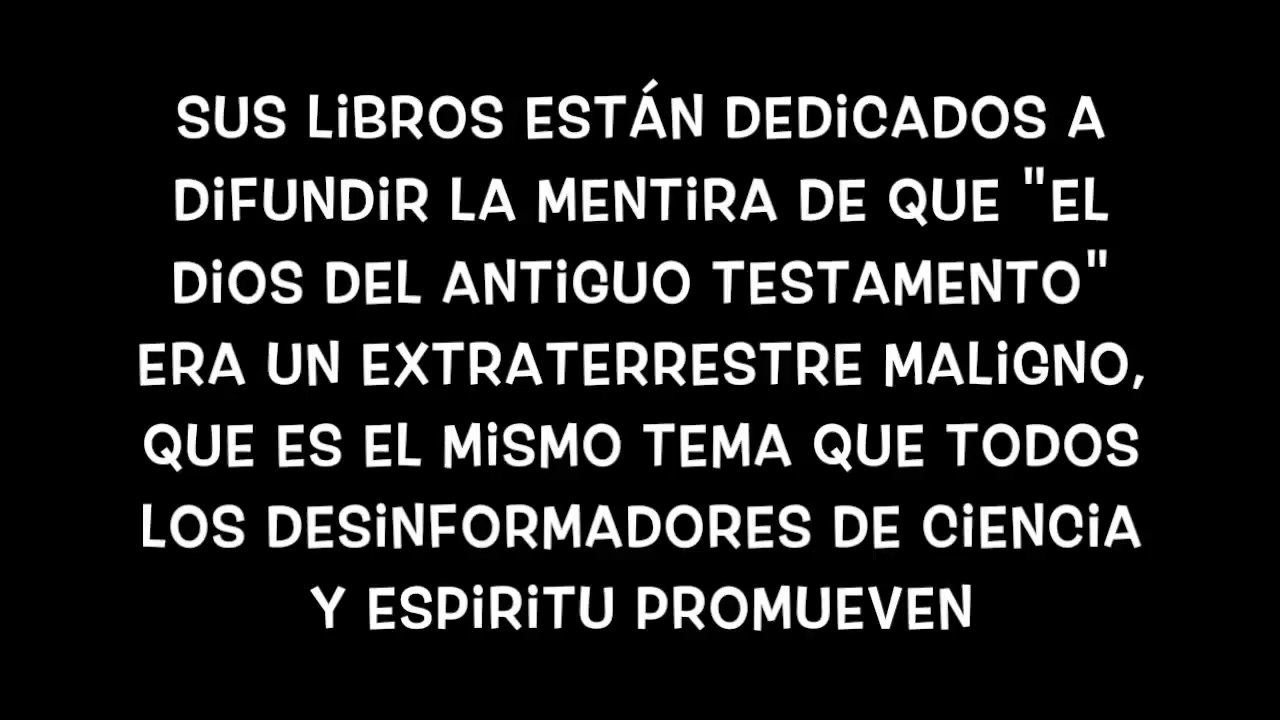 SUS LiBROS ESTÁN DEDiCADOS A
DiFUNDiR LA MENTiRA DE QUE "EL
DiOS DEL ANTiGUO TESTAMENTO"
ERA UN EXTRATERRESTRE MALiGNO,
QUE ES EL MiSMO TEMA QUE TODOS
LOS DESiNFORMADORES DE CiENCiA
Y ESPiRiTU PROMUEVEN